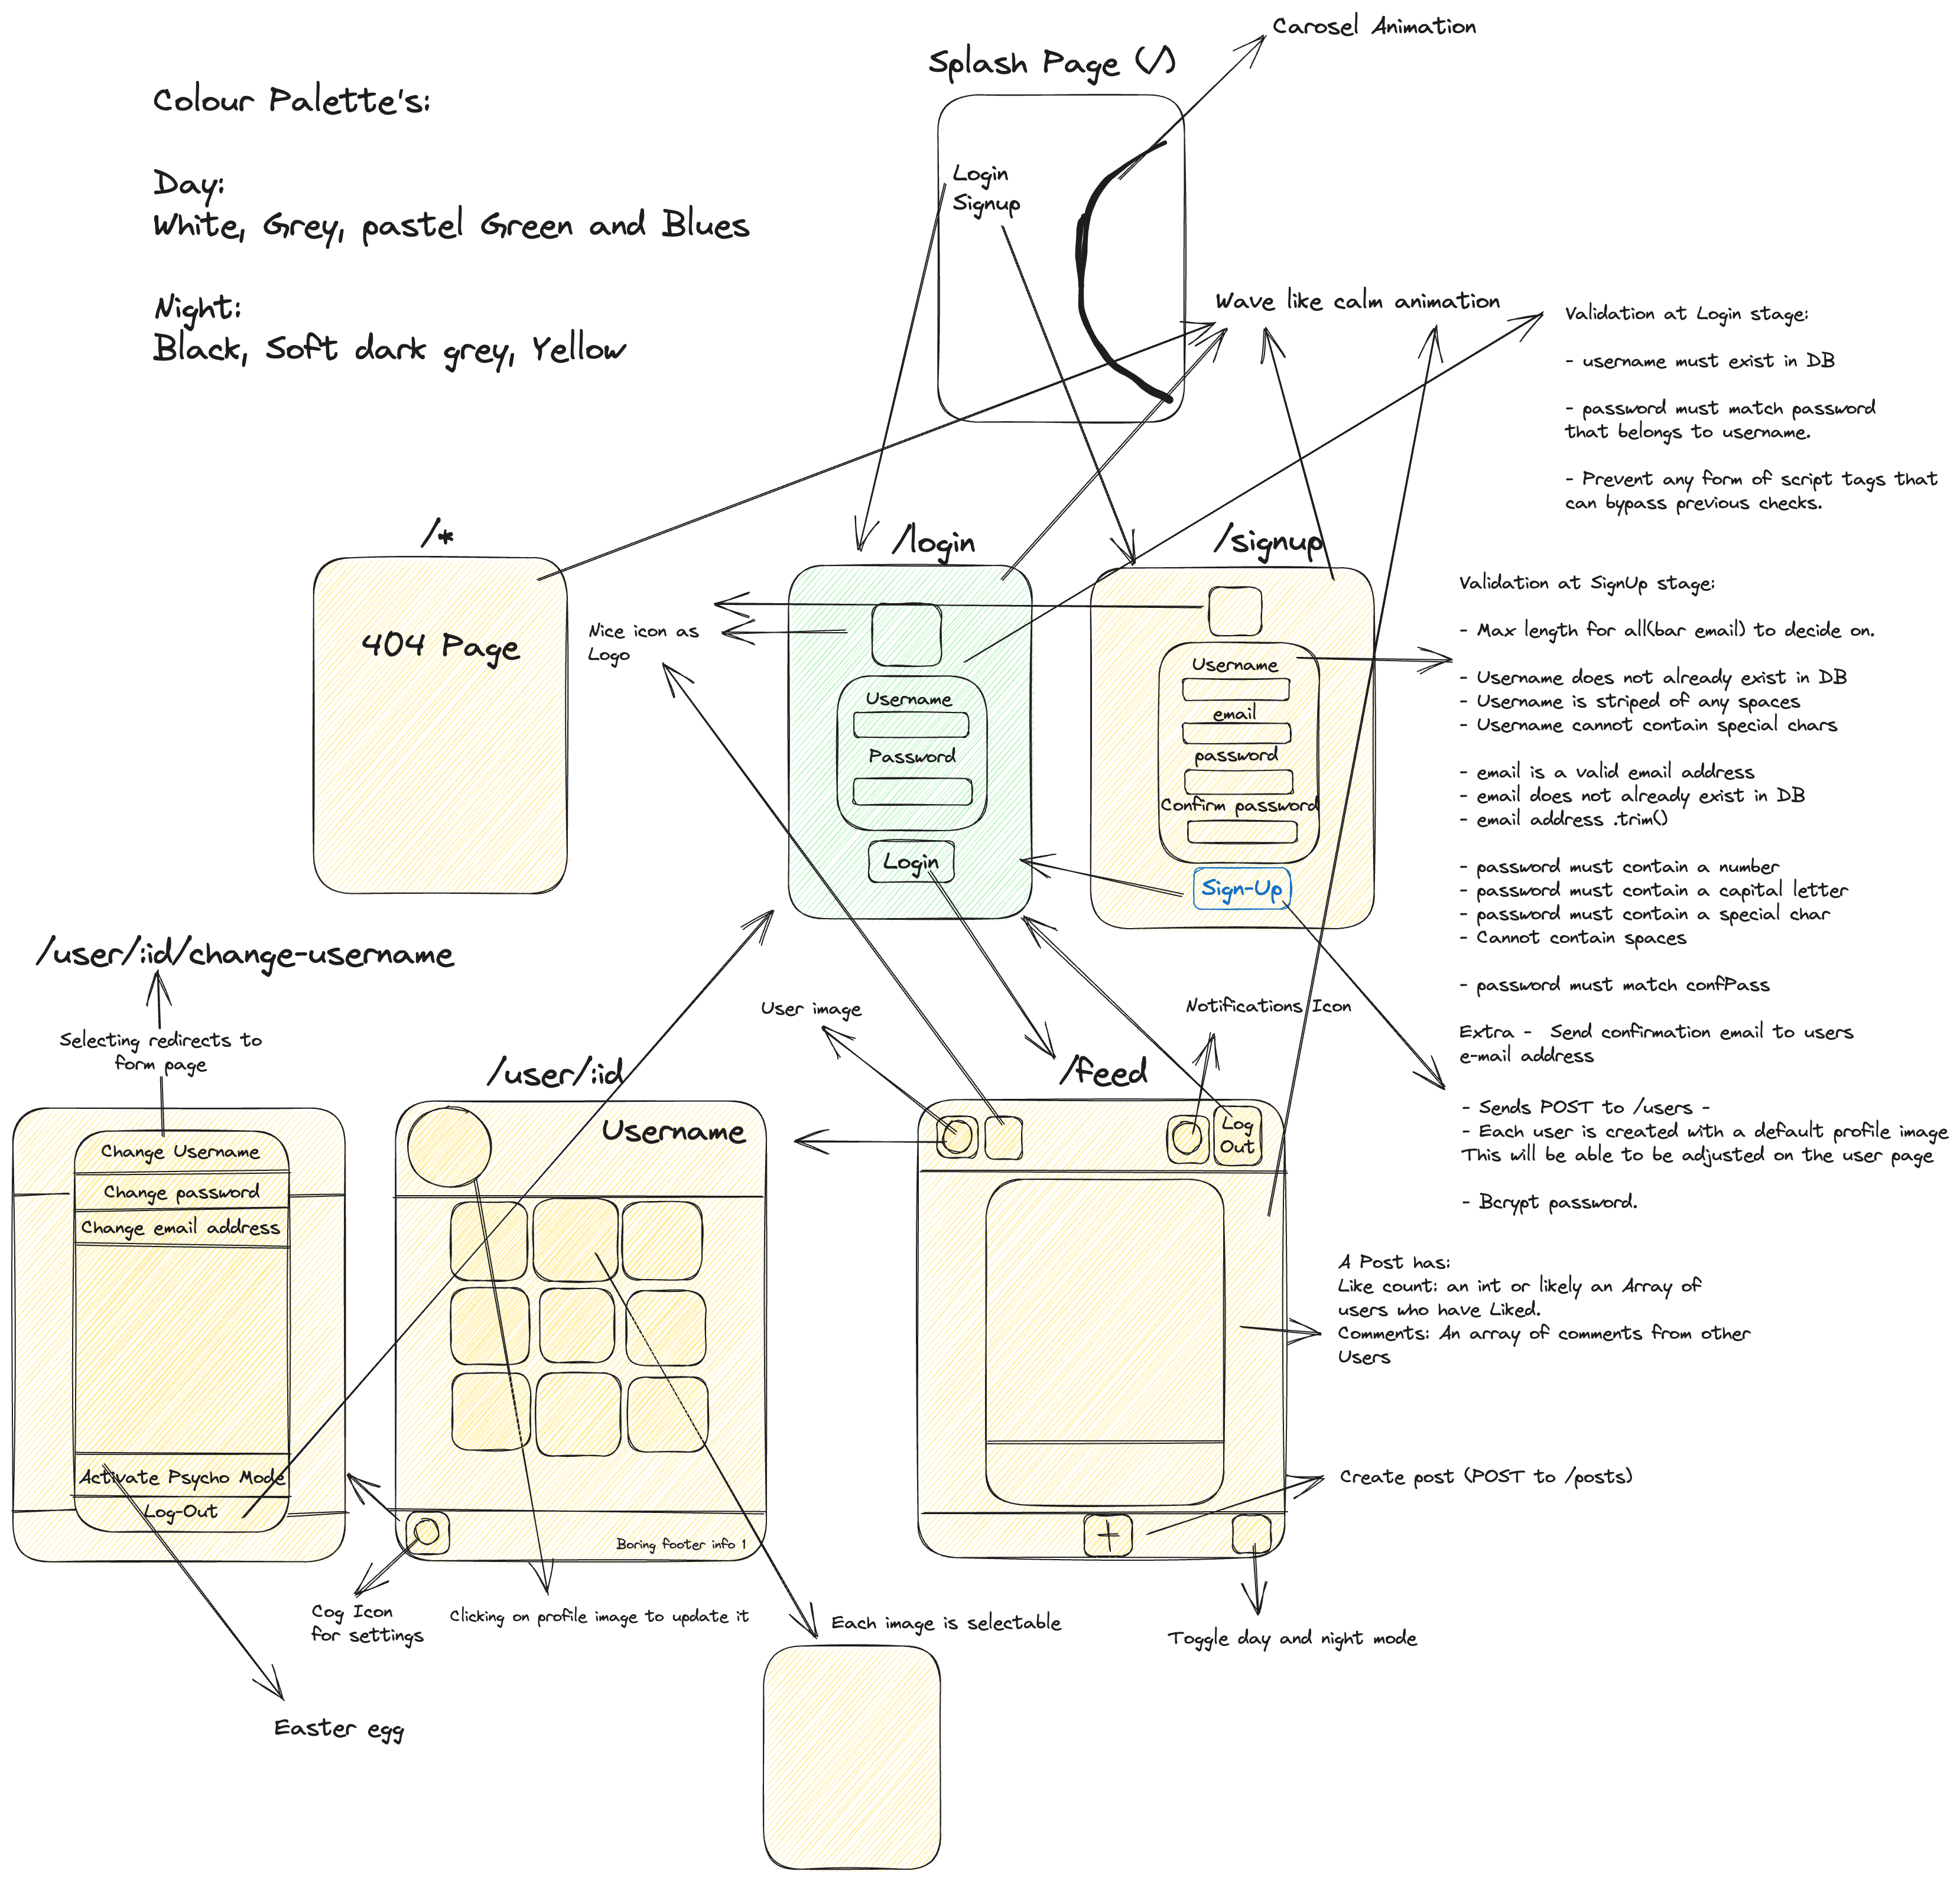 Carosel Animation
Splash Page (/)
Colour Palette's:
Day:
White, Grey, pastel Green and Blues
Night:
Black, Soft dark grey, Yellow
Login
Signup
Wave like calm animation
Validation at Login stage:
- username must exist in DB
- password must match password
that belongs to username.
- Prevent any form of script tags that
can bypass previous checks.
/*
404 Page
Nice icon as
Logo
/login
Username
Password
Login
/signup
Username
email
password
Confirm password
Sign-Up
Validation at SignUp stage:
- Max length for all(bar email) to decide on.
- Username does not already exist in DB
- Username is striped of any spaces
- Username cannot contain special chars
- email is a valid email address
- email does not already exist in DB
- email address .trim()
- password must contain a number
- password must contain a capital letter
- password must contain a special char
- Cannot contain spaces
- password must match confPass
Extra - Send confirmation email to users
e-mail address
- Sends POST to /users -
- Each user is created with a default profile image
This will be able to be adjusted on the user page
- Bcrypt password.
/user/:id/change-username
Selecting redirects to
form page
Change Username
Change password
Change email address
Activate Psycho Mode
Log-Out
Easter egg
/user/:id
Username
Boring footer info 1
Cog Icon
for settings
Clicking on profile image to update it
Each image is selectable
User image
Notifications Icon
/feed
Log
Out
A Post has:
Like count: an int or likely an Array of
users who have Liked.
Comments: An array of comments from other
Users
Create post (POST to /posts)
+
Toggle day and night mode